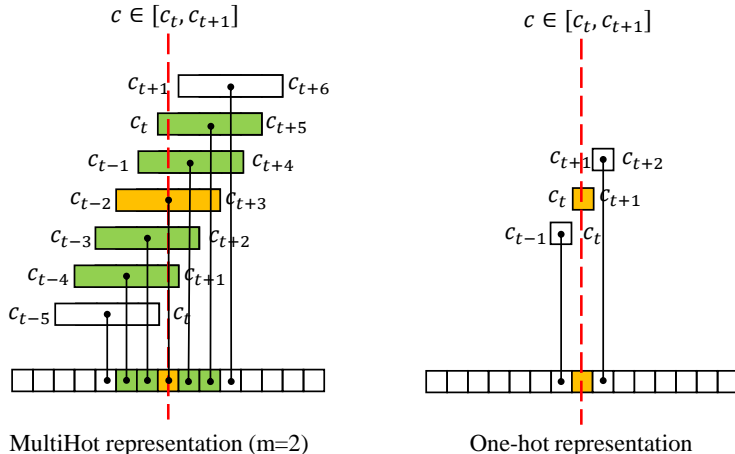 c ∈ [c_t, c_{t+1}]
c_{t+1} c_{t+6}
c_t c_{t+5}
c_{t-1} c_{t+4}
c_{t-2} c_{t+3}
c_{t-3} c_{t+2}
c_{t-4} c_{t+1}
c_{t-5} c_t
MultiHot representation (m=2)
c ∈ [c_t, c_{t+1}]
c_{t+1} c_{t+2}
c_t c_{t+1}
c_{t-1} c_t
One-hot representation